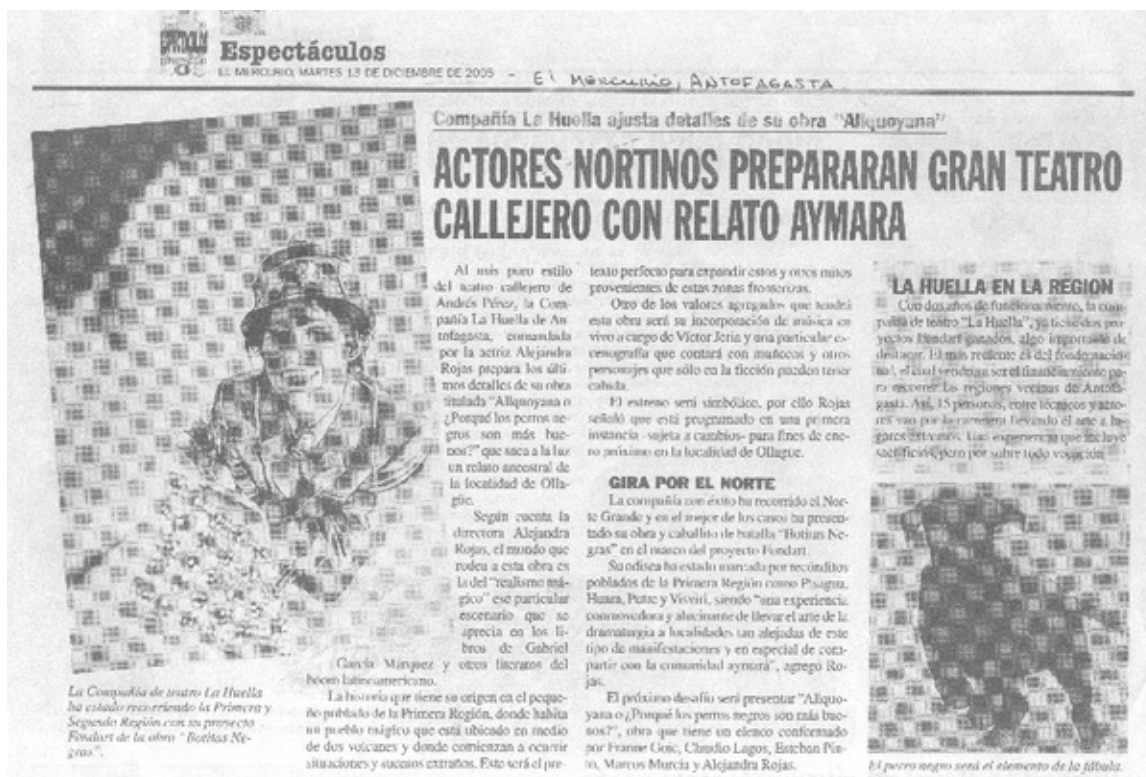 Espectáculos
EL MERCURIO, MARTES 13 DE DICIEMBRE DE 2005 - El Mercurio, Antofagasta
Compañía La Huella ajusta detalles de su obra "Allquoyana"
ACTORES NORTINOS PREPARARAN GRAN TEATRO
CALLEJERO CON RELATO AYMARA
Al más puro estilo
del teatro callejero de
Andrés Pérez, la Com-
pañía La Huella de An-
tofagasta, comandada
por la actriz Alejandra
Rojas prepara los últi-
mos detalles de su obra
titulada "Allquoyana o
¿Porqué los perros ne-
gros son más bue-
nos?" que saca a la luz
un relato ancestral de
la localidad de Olla-
güe.
Según cuenta la
directora Alejandra
Rojas, el mundo que
rodea a esta obra es
la del "realismo má-
gico" ese particular
escenario que se
aprecia en los li-
bros de Gabriel
García Márquez y otros literatos del
boom latinoamericano.
La historia que tiene su origen en el peque-
ño poblado de la Primera Región, donde habita
un pueblo mágico que está ubicado en medio
de dos volcanes y donde comienzan a ocurrir
situaciones y sucesos extraños. Este será el pre-
texto perfecto para expandir estos y otros mitos
provenientes de estas zonas fronterizas.
Otro de los valores agregados que tendrá
esta obra será su incorporación de música en
vivo a cargo de Víctor Jeria y una particular es-
cenografía que contará con muñecos y otros
personajes que sólo en la ficción pueden tener
cabida.
El estreno será simbólico, por ello Rojas
señaló que está programado en una primera
instancia -sujeta a cambios- para fines de ene-
ro próximo en la localidad de Ollague.
GIRA POR EL NORTE
La compañía con éxito ha recorrido el Nor-
te Grande y en el mejor de los casos ha presen-
tado su obra y caballito de batalla "Botitas Ne-
gras" en el marco del proyecto Fondart.
Su odisea ha estado marcada por recónditos
poblados de la Primera Región como Pisagua,
Huara, Putre y Visviri, siendo "una experiencia
conmovedora y alucinante de llevar el arte de la
dramaturgia a localidades tan alejadas de este
tipo de manifestaciones y en especial de com-
partir con la comunidad aymará", agregó Ro-
jas.
El próximo desafío será presentar "Allquo-
yana o ¿Porqué los perros negros son más bue-
nos?", obra que tiene un elenco conformado
por Franne Goic, Claudio Lagos, Esteban Pin-
to, Marcos Murcia y Alejandra Rojas.
LA HUELLA EN LA REGION
Con dos años de funcionamiento, la com-
pañía de teatro "La Huella", ya tiene dos pro-
yectos Fondart ganados, algo importante de
destacar. El más reciente es del fondo nacio-
nal, el cual vendría a ser el financiamiento pa-
ra recorrer las regiones vecinas de Antofa-
gasta. Así, 15 personas, entre técnicos y acto-
res van por la carretera llevando el arte a lu-
gares extremos. Una experiencia que incluye
sacrificio, pero por sobre todo vocación
La Compañía de teatro La Huella
ha estado recorriendo la Primera y
Segunda Región con su proyecto
Fondart de la obra "Botitas Ne-
gras".
El perro negro será el elemento de la fábula.